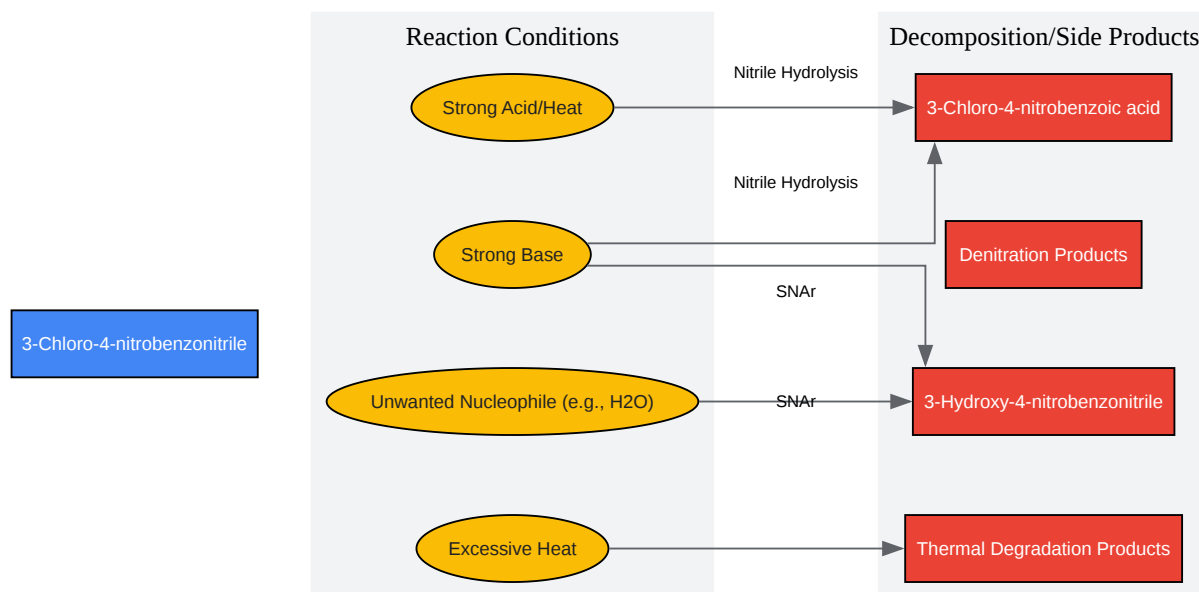 Reaction Conditions
Decomposition/Side Products
Nitrile Hydrolysis
Strong Acid/Heat
3-Chloro-4-nitrobenzoic acid
Nitrile Hydrolysis
Strong Base
Denitration Products
SNAr
3-Chloro-4-nitrobenzonitrile
Unwanted Nucleophile (e.g., H2O)
SNAr
3-Hydroxy-4-nitrobenzonitrile
Excessive Heat
Thermal Degradation Products